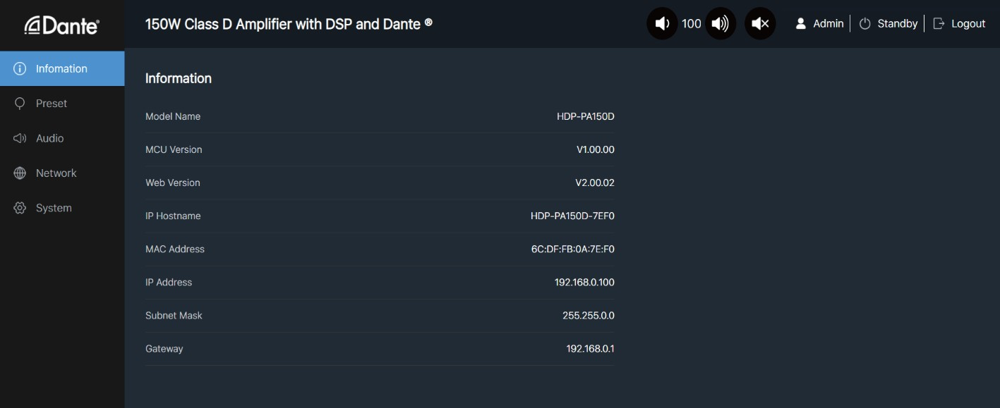 Dante®
150W Class D Amplifier with DSP and Dante ®
100
Admin
Standby
Logout
Infomation
Preset
Audio
Network
System
Information
Model Name HDP-PA150D
MCU Version V1.00.00
Web Version V2.00.02
IP Hostname HDP-PA150D-7EF0
MAC Address 6C:DF:FB:0A:7E:F0
IP Address 192.168.0.100
Subnet Mask 255.255.0.0
Gateway 192.168.0.1